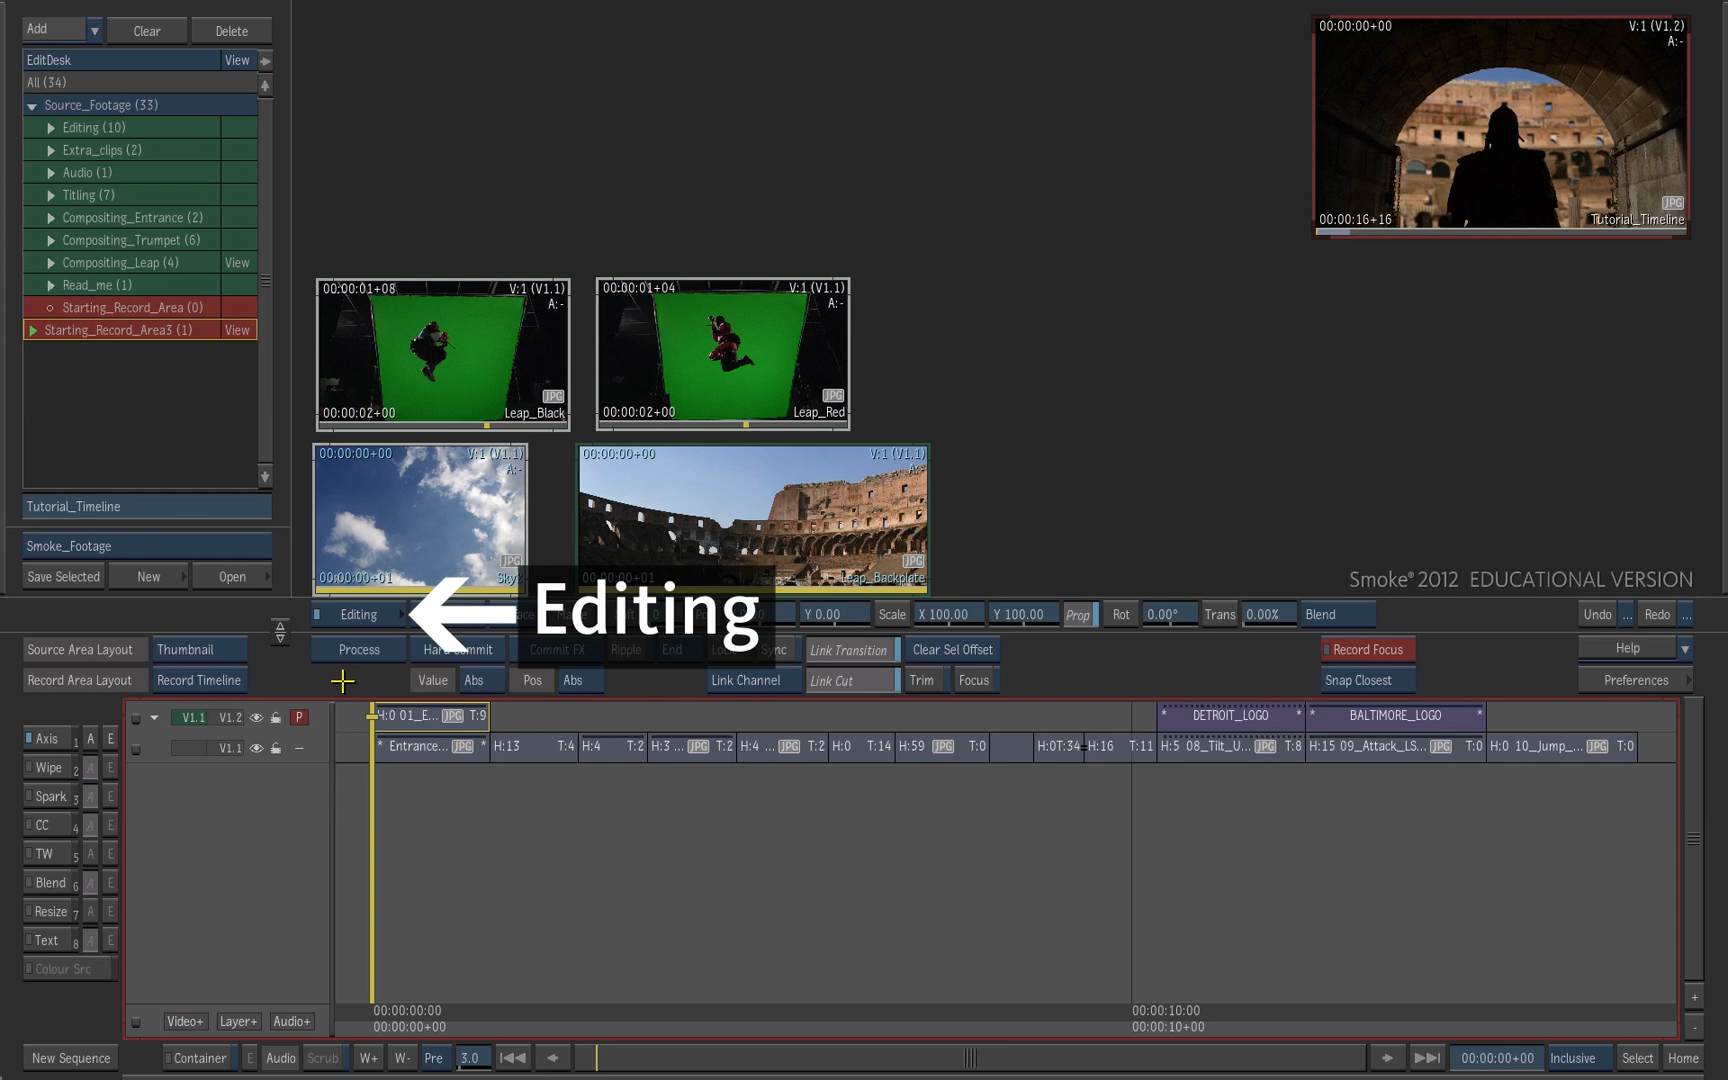 Add
Clear
Delete
EditDesk
View
All (34)
Source_Footage (33)
Editing (10)
Extra_clips (2)
Audio (1)
Titling (7)
Compositing_Entrance (2)
Compositing_Trumpet (6)
Compositing_Leap (4)
View
Read_me (1)
Starting_Record_Area (0)
Starting_Record_Area3 (1)
View
Tutorial_Timeline
Smoke_Footage
Save Selected
New
Open
00:00:00+00
V:1 (V1.2)
A:-
JPG
00:00:16+16
Tutorial_Timeline
00:00:01+08
V:1 (V1.1)
A:-
JPG
00:00:02+00
Leap_Black
00:00:01+04
V:1 (V1.1)
A:-
JPG
00:00:02+00
Leap_Red
00:00:00+00
V:1 (V1.1)
A:-
JPG
00:00:00+01
00:00:00+00
V:1 (V1.1)
A:-
JPG
Leap_Backplate
Smoke® 2012 EDUCATIONAL VERSION
Editing
Editing
Y 0.00
Scale
X 100.00
Y 100.00
Prop
Rot
0.00°
Trans
0.00%
Blend
Undo
...
Redo
...
Source Area Layout
Thumbnail
Process
Hard Commit
Commit FX
Ripple
End
Sync
Link Transition
Clear Sel Offset
Record Focus
Help
Record Area Layout
Record Timeline
Value
Abs
Pos
Abs
Link Channel
Link Cut
Trim
Focus
Snap Closest
Preferences
V1.1
V1.2
P
H:0 01_E... JPG T:9
* DETROIT_LOGO *
* BALTIMORE_LOGO *
V1.1
* Entrance... JPG *
H:13 T:4
H:4 T:2
H:3 ... JPG T:2
H:4 ... JPG T:2
H:0 T:14
H:59 JPG T:0
H:0T:34
H:16 T:11
H:5 08_Tilt_U... JPG T:8
H:15 09_Attack_LS... JPG T:0
H:0 10_Jump_... JPG T:0
Axis 1 A E
Wipe 2 A E
Spark 3 A E
CC 4 A E
TW 5 A E
Blend 6 A E
Resize 7 A E
Text 8 A E
Colour Src
00:00:00:00
00:00:10:00
00:00:00+00
00:00:10+00
Video+
Layer+
Audio+
+
-
New Sequence
Container
E
Audio
Scrub
W+
W-
Pre
3.0
00:00:00+00
Inclusive
Select
Home